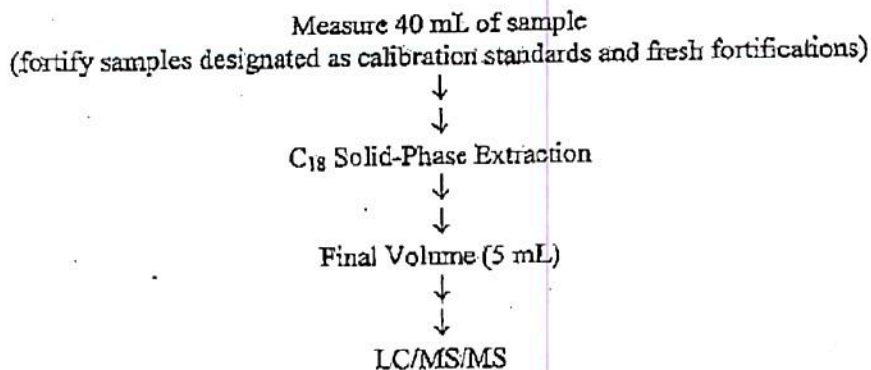 Measure 40 mL of sample
(fortify samples designated as calibration standards and fresh fortifications)
↓
↓
C₁₈ Solid-Phase Extraction
↓
↓
Final Volume (5 mL)
↓
↓
LC/MS/MS